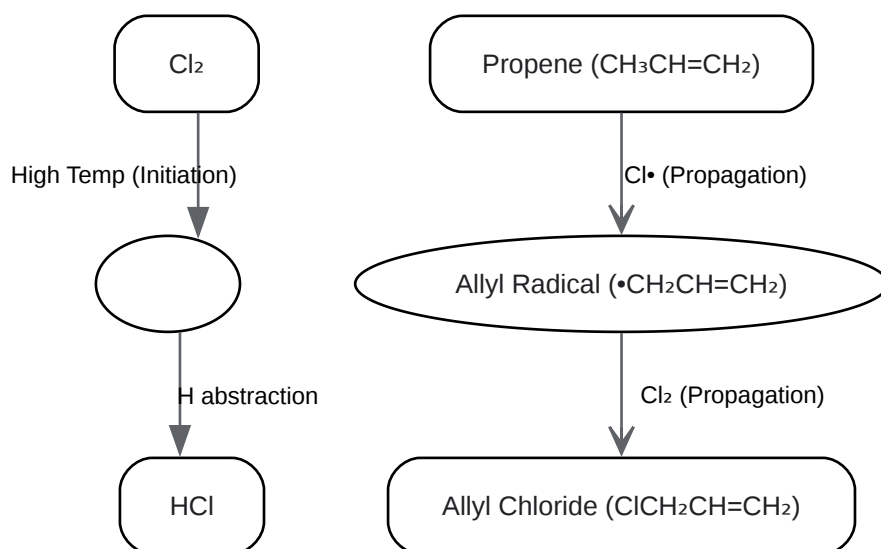 Cl₂
Propene (CH₃CH=CH₂)
High Temp (Initiation)
Cl• (Propagation)
Allyl Radical (•CH₂CH=CH₂)
H abstraction
Cl₂ (Propagation)
HCl
Allyl Chloride (ClCH₂CH=CH₂)